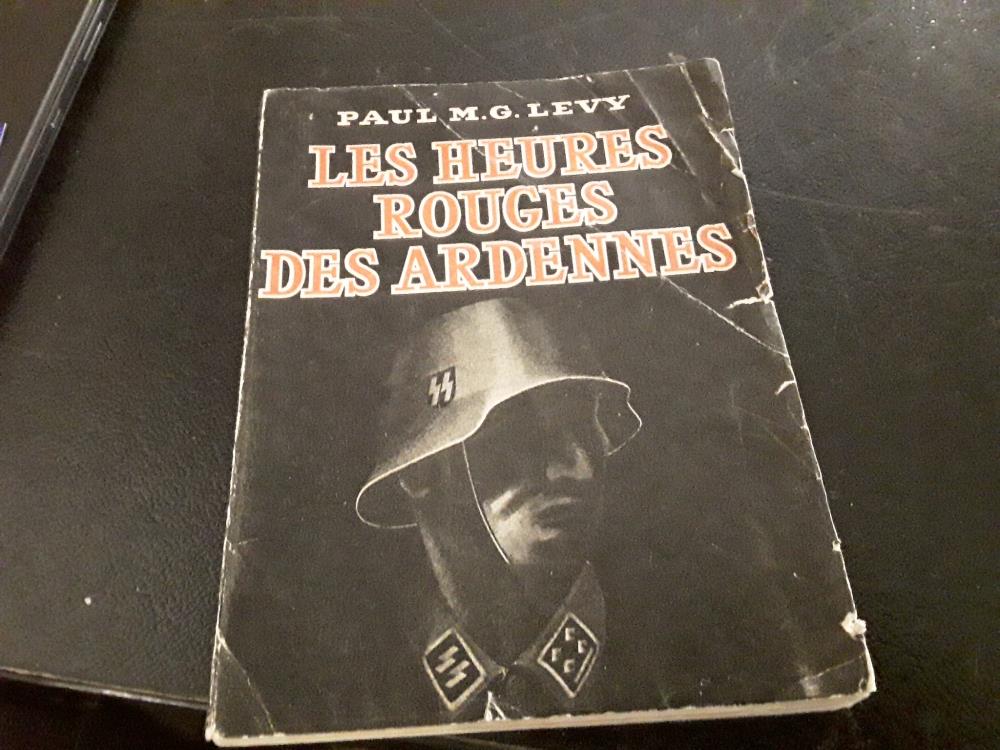 PAUL M.G. LEVY
LES HEURES
ROUGES
DES ARDENNES